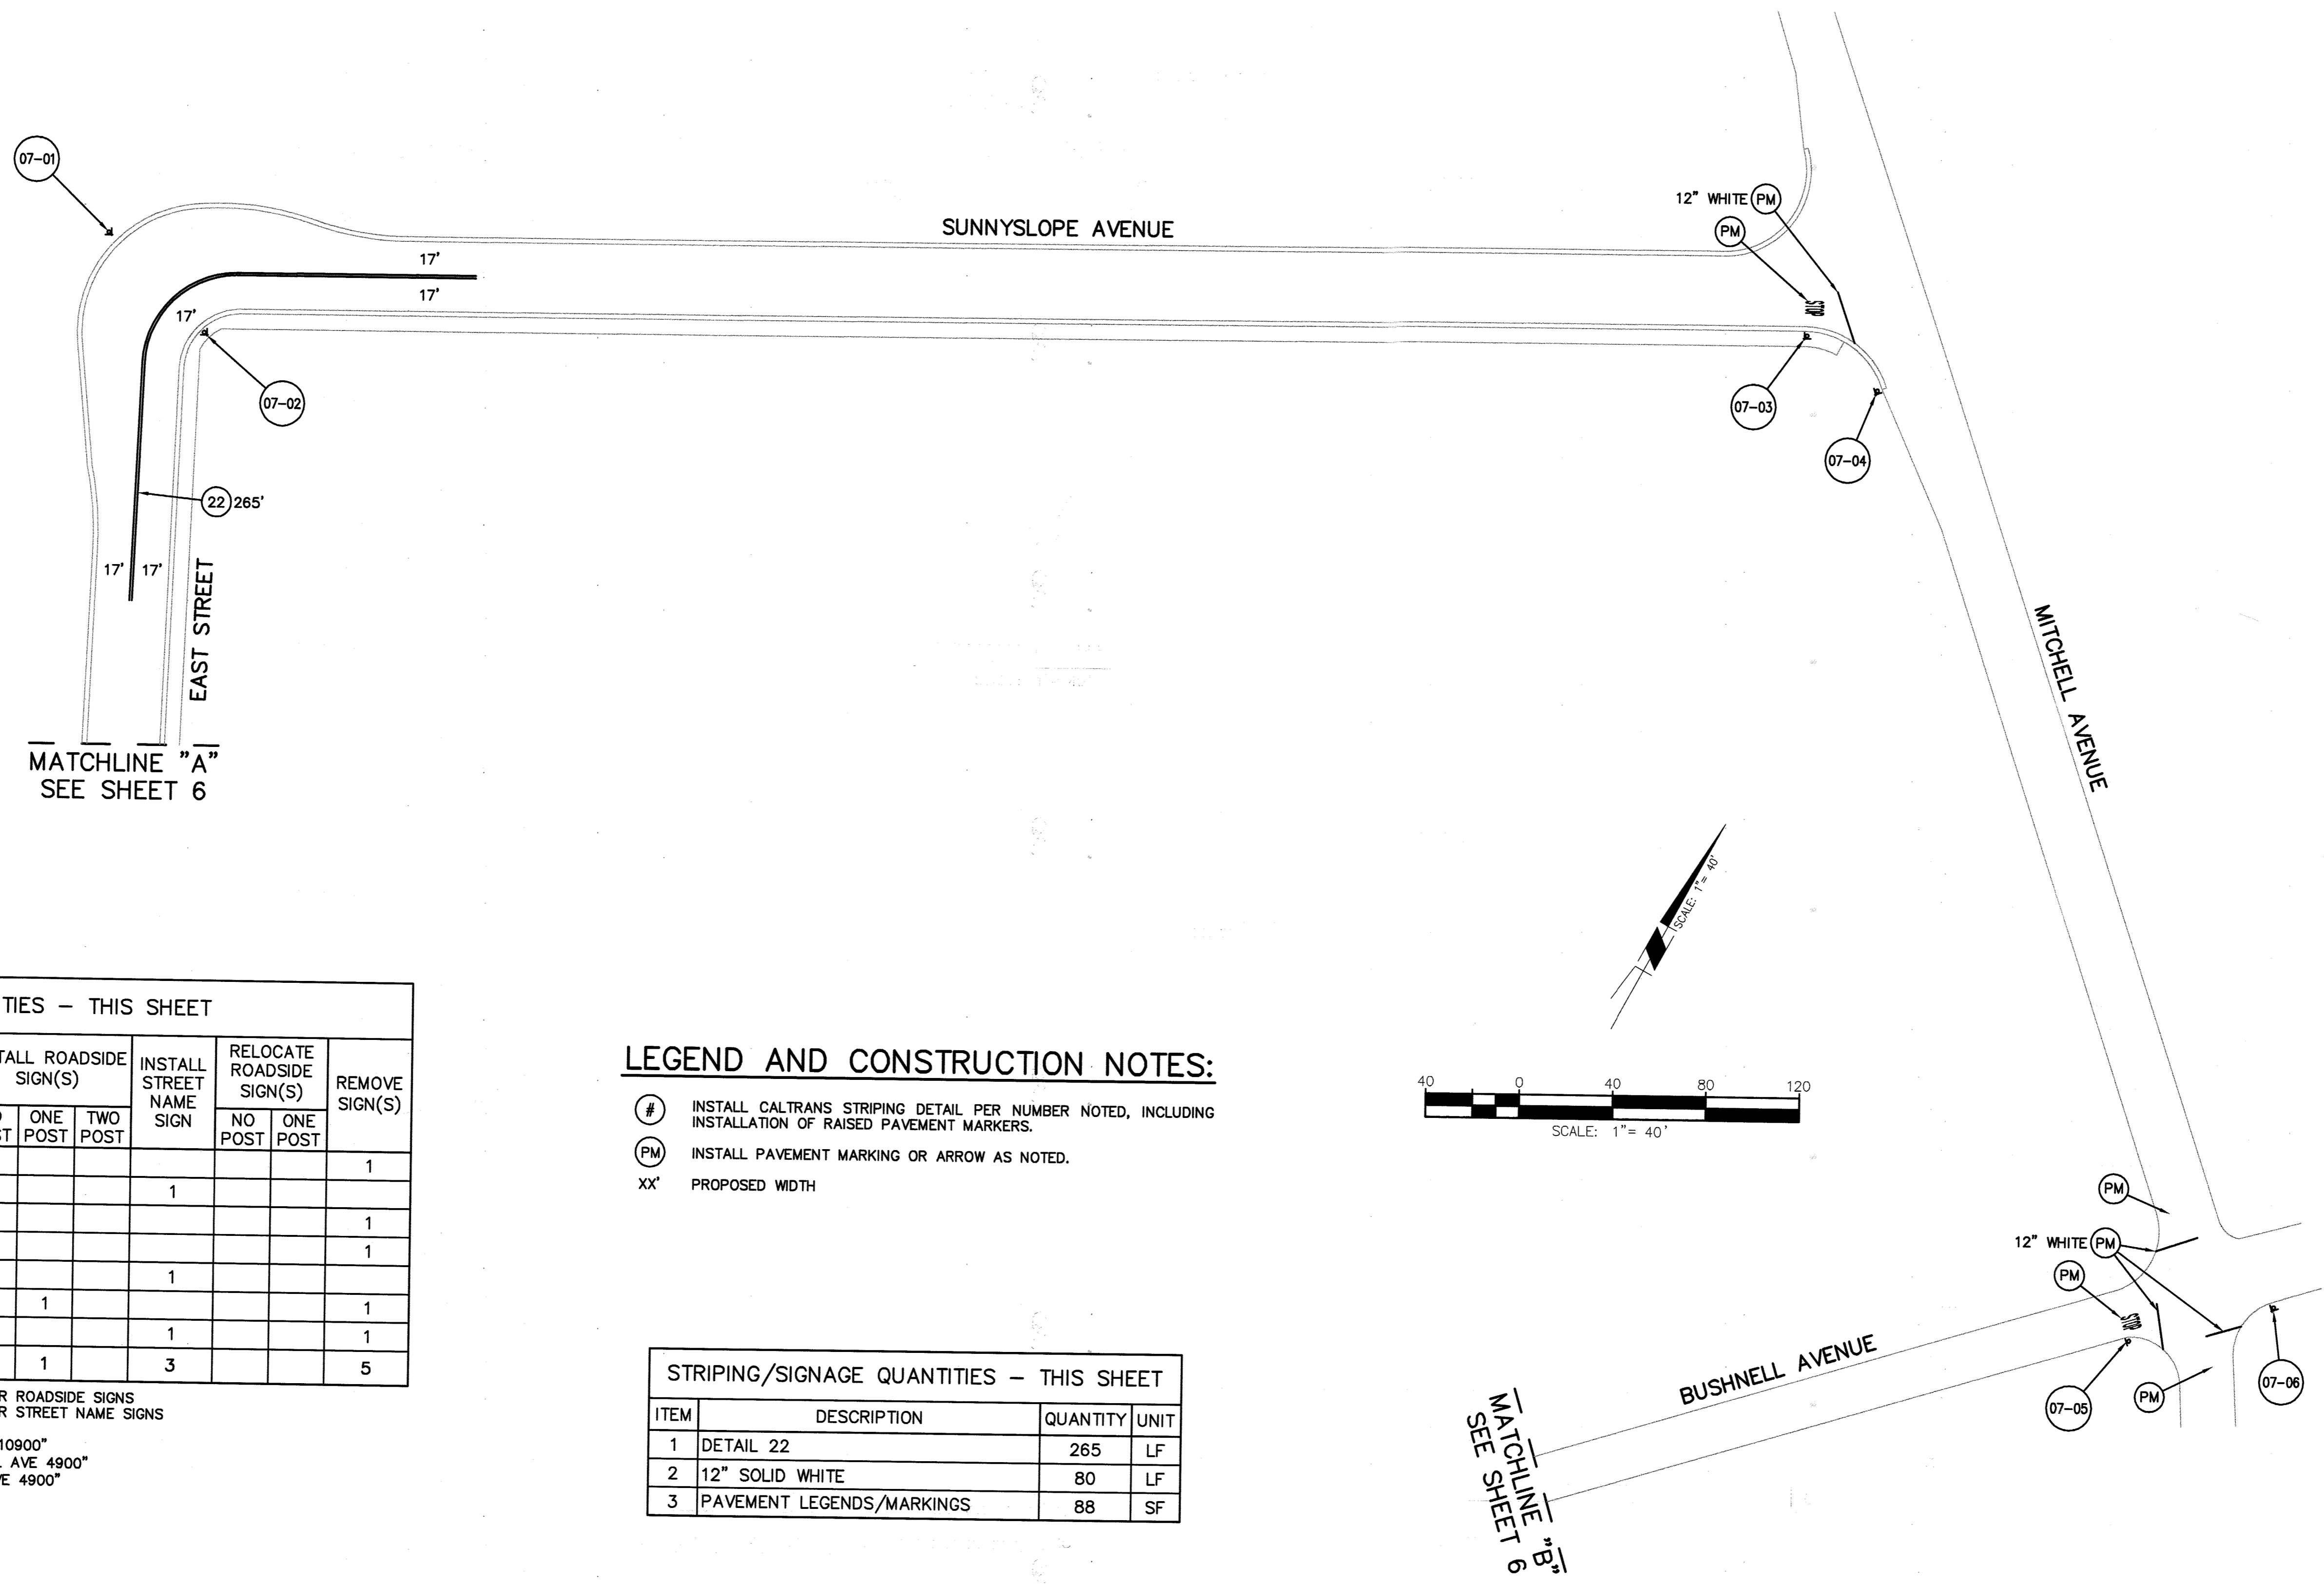 07-01
SUNNYSLOPE AVENUE
12" WHITE PM
PM
STOP
17'
17'
17'
07-02
07-03
07-04
22 265'
17' 17'
EAST STREET
MATCHLINE "A"
SEE SHEET 6
MITCHELL AVENUE
SCALE: 1"= 40'
40 0 40 80 120
SCALE: 1"= 40'
TIES – THIS SHEET
TALL ROADSIDE
SIGN(S)
INSTALL
STREET
NAME
SIGN
RELOCATE
ROADSIDE
SIGN(S)
REMOVE
SIGN(S)
ONE
POST
TWO
POST
NO
POST
ONE
POST
1
1
1
1
1
1 1
1 1
1 3 5
R ROADSIDE SIGNS
R STREET NAME SIGNS
10900"
AVE 4900"
E 4900"
LEGEND AND CONSTRUCTION NOTES:
# INSTALL CALTRANS STRIPING DETAIL PER NUMBER NOTED, INCLUDING
INSTALLATION OF RAISED PAVEMENT MARKERS.
PM INSTALL PAVEMENT MARKING OR ARROW AS NOTED.
XX' PROPOSED WIDTH
STRIPING/SIGNAGE QUANTITIES – THIS SHEET
ITEM DESCRIPTION QUANTITY UNIT
1 DETAIL 22 265 LF
2 12" SOLID WHITE 80 LF
3 PAVEMENT LEGENDS/MARKINGS 88 SF
PM
12" WHITE PM
PM
STOP
BUSHNELL AVENUE
07-05
PM
07-06
MATCHLINE "B"
SEE SHEET 6